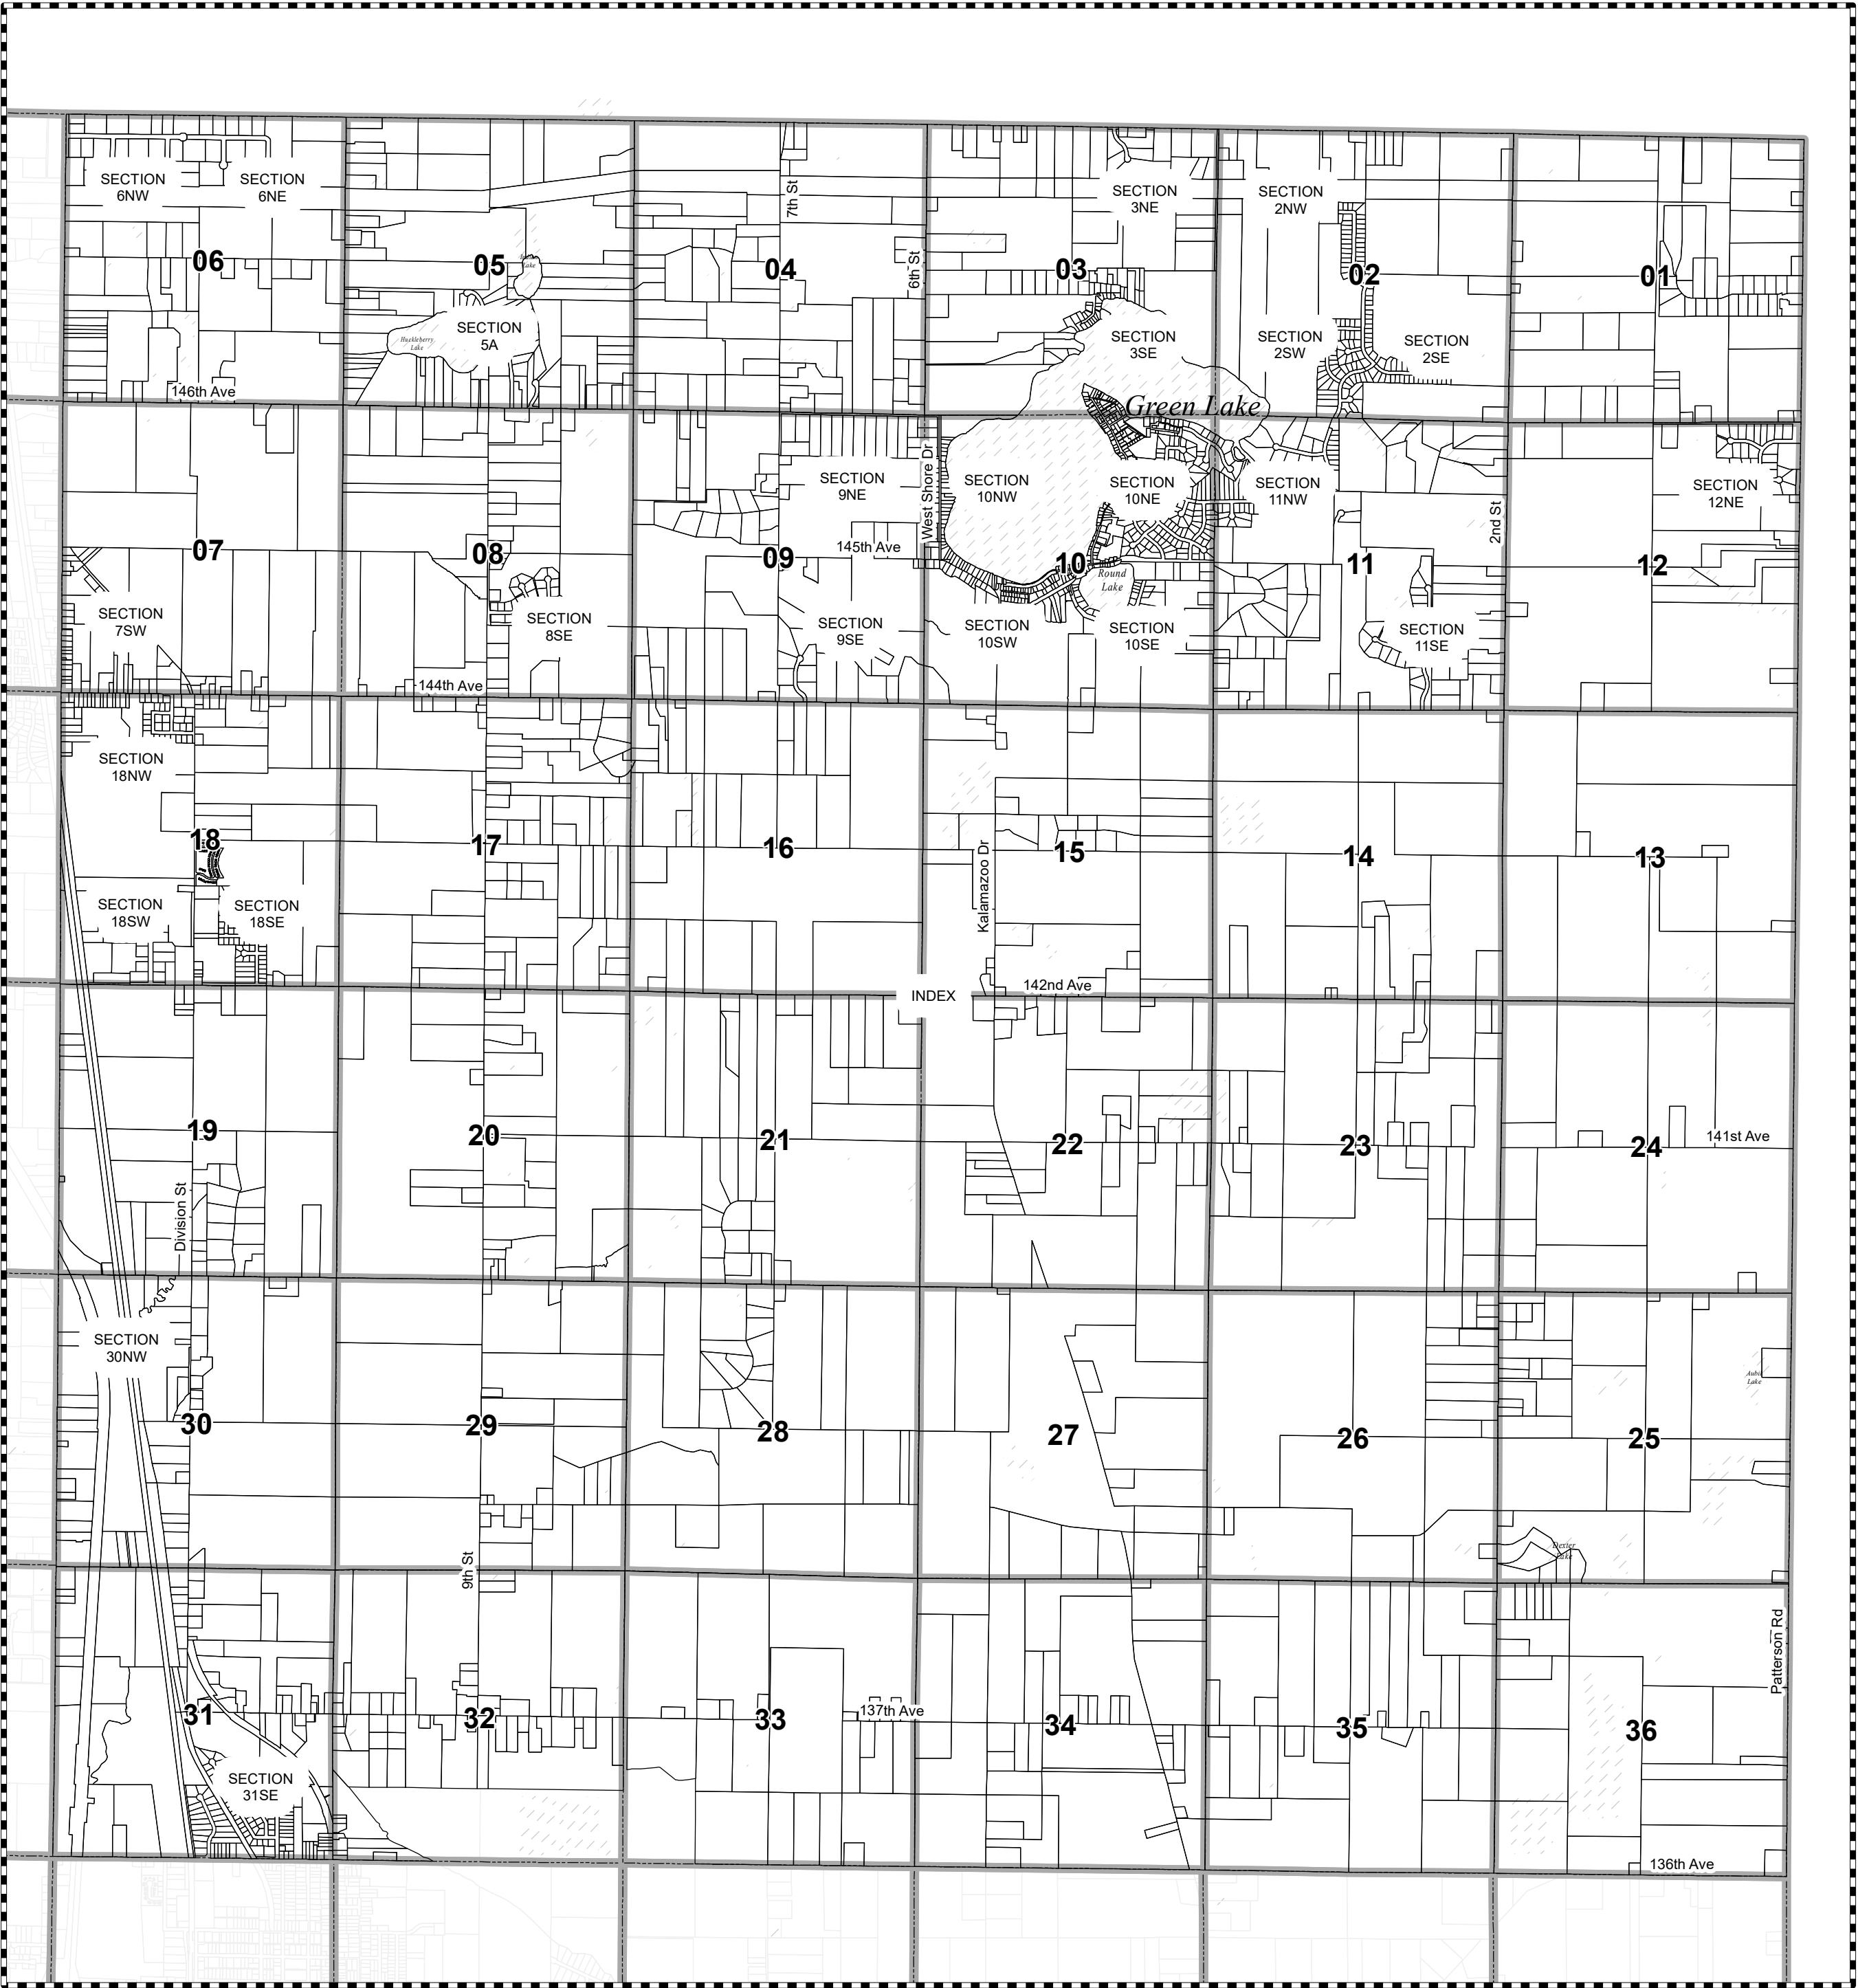 SECTION
6NW
SECTION
6NE
7th St
SECTION
3NE
SECTION
2NW
06
05
Lake
04
6th St
03
02
01
SECTION
5A
Huckleberry
Lake
SECTION
3SE
SECTION
2SW
SECTION
2SE
146th Ave
Green Lake
SECTION
9NE
West Shore Dr
SECTION
10NW
SECTION
10NE
SECTION
11NW
2nd St
SECTION
12NE
07
08
145th Ave
09
10
Round
Lake
11
12
SECTION
7SW
SECTION
8SE
SECTION
9SE
SECTION
10SW
SECTION
10SE
SECTION
11SE
144th Ave
SECTION
18NW
18
17
16
Kalamazoo Dr
15
14
13
SECTION
18SW
SECTION
18SE
INDEX
142nd Ave
19
20
21
22
23
24
141st Ave
Division St
SECTION
30NW
Lake
30
29
28
27
26
25
9th St
Dexter
Lake
Patterson Rd
31
32
33
137th Ave
34
35
36
SECTION
31SE
136th Ave